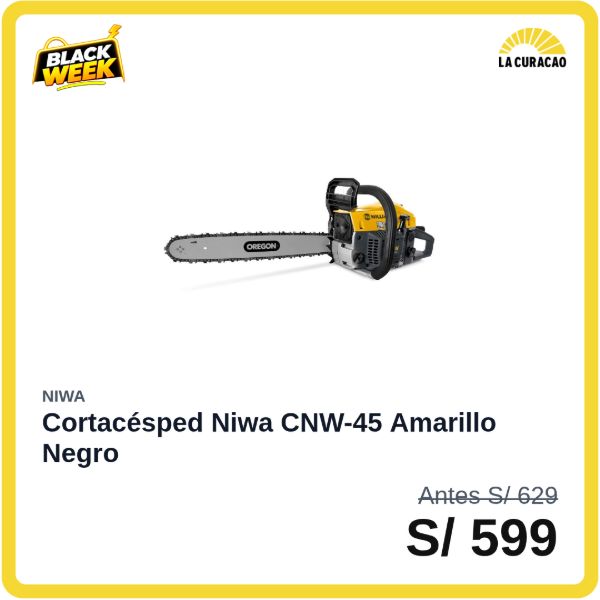 BLACK
WEEK
LA CURACAO
OREGON
NIWA
Cortacésped Niwa CNW-45 Amarillo
Negro
Antes S/ 629
S/ 599